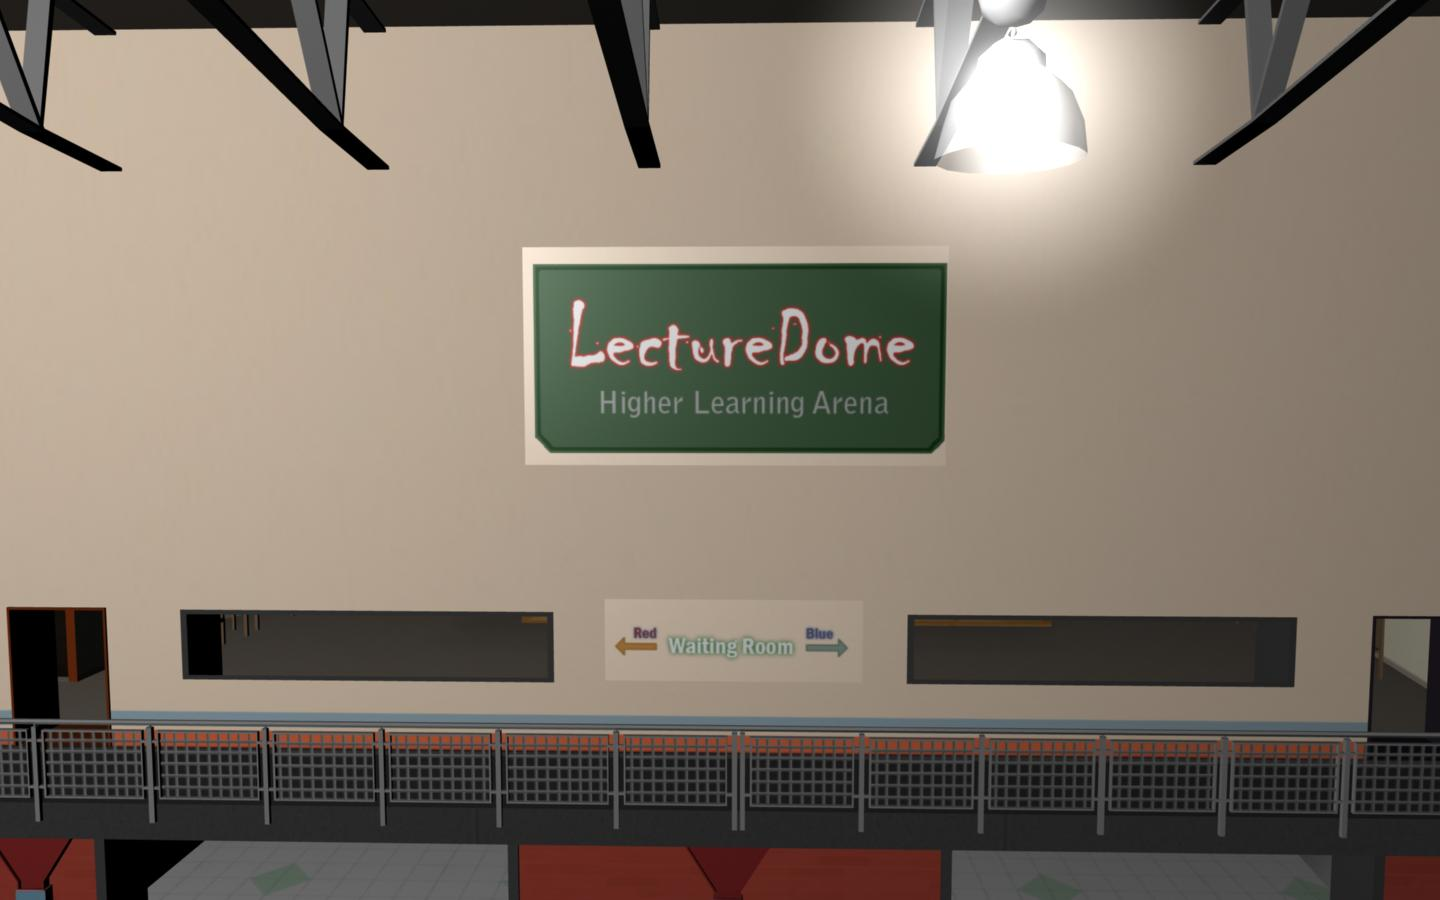 LectureDome
Higher Learning Arena
Red Waiting Room Blue